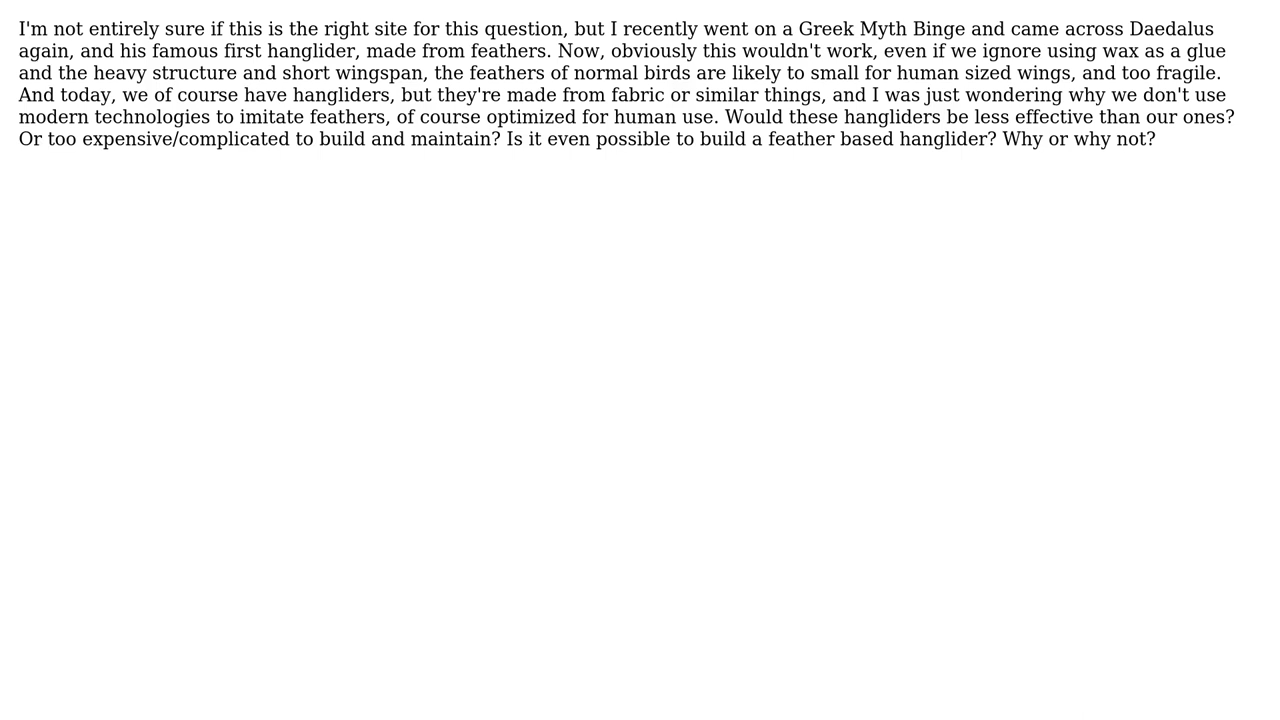 I'm not entirely sure if this is the right site for this question, but I recently went on a Greek Myth Binge and came across Daedalus
again, and his famous first hanglider, made from feathers. Now, obviously this wouldn't work, even if we ignore using wax as a glue
and the heavy structure and short wingspan, the feathers of normal birds are likely to small for human sized wings, and too fragile.
And today, we of course have hangliders, but they're made from fabric or similar things, and I was just wondering why we don't use
modern technologies to imitate feathers, of course optimized for human use. Would these hangliders be less effective than our ones?
Or too expensive/complicated to build and maintain? Is it even possible to build a feather based hanglider? Why or why not?